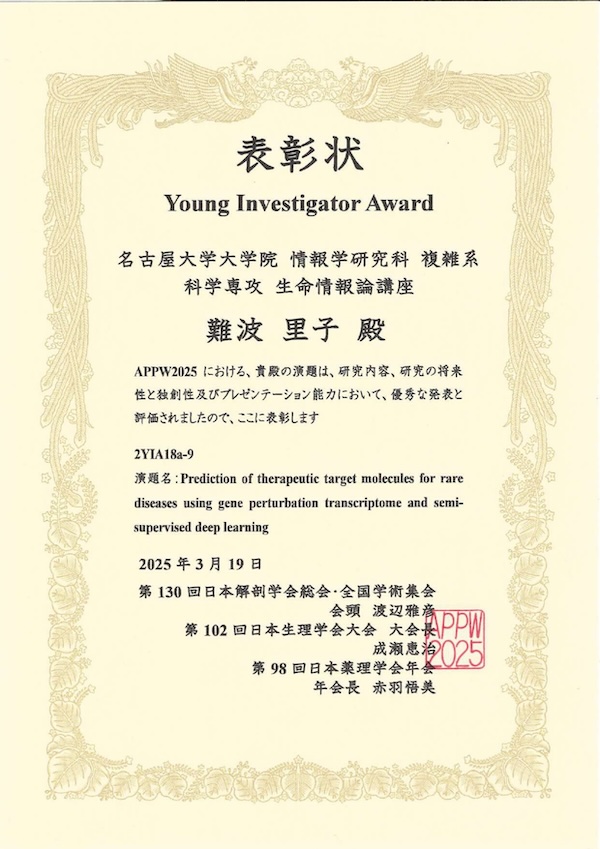 表彰状
Young Investigator Award
名古屋大学大学院 情報学研究科 複雑系
科学専攻 生命情報論講座
難波 里子 殿
APPW2025 における、貴殿の演題は、研究内容、研究の将来
性と独創性及びプレゼンテーション能力において、優秀な発表と
評価されましたので、ここに表彰します
2YIA18a-9
演題名：Prediction of therapeutic target molecules for rare
diseases using gene perturbation transcriptome and semi-
supervised deep learning
2025 年 3 月 19 日
第 130 回日本解剖学会総会・全国学術集会
会頭 渡辺雅彦
第 102 回日本生理学会大会 大会長
成瀬恵治
第 98 回日本薬理学会年会
年会長 赤羽悟美
APPW
2025